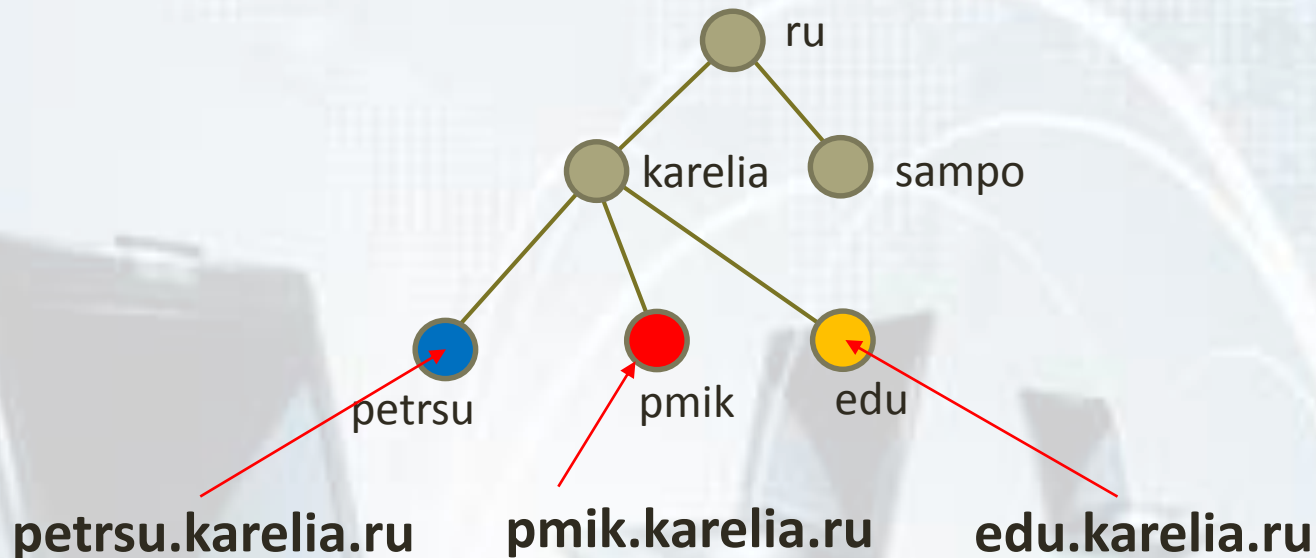 ru
karelia
sampo
petrsu
pmik
edu
petrsu.karelia.ru
pmik.karelia.ru
edu.karelia.ru